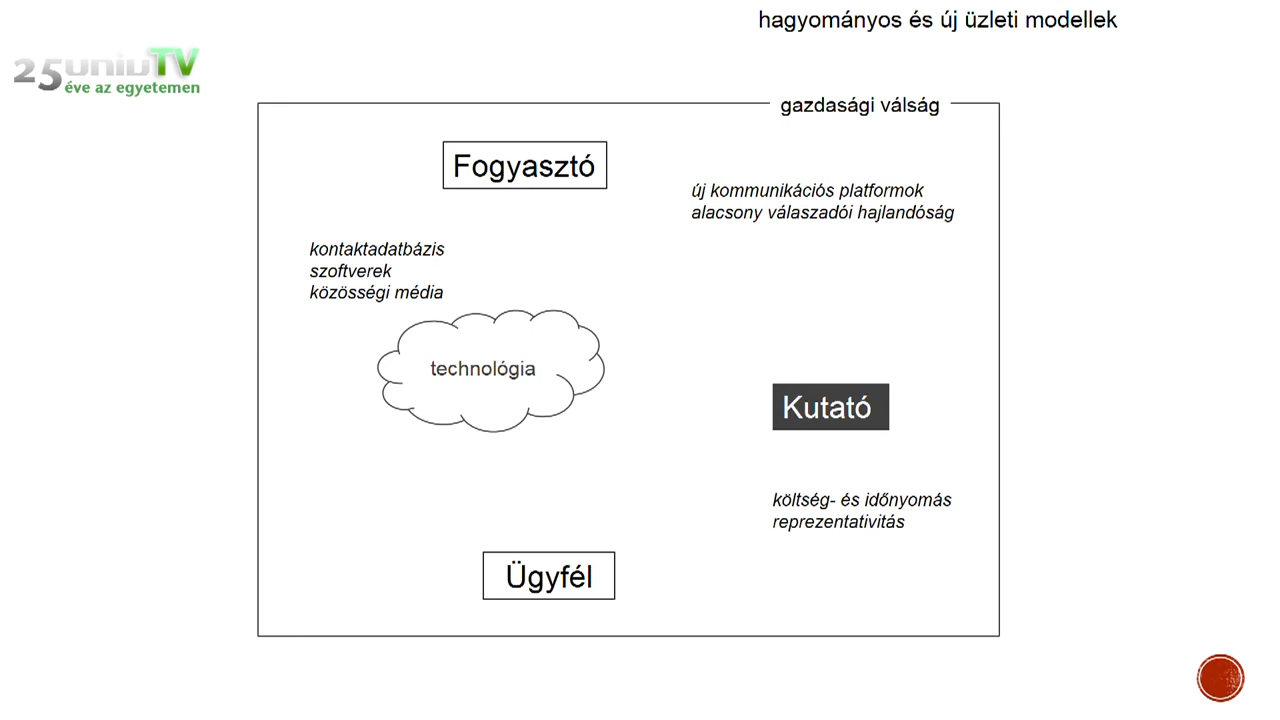 hagyományos és új üzleti modellek
25univTV
éve az egyetemen
gazdasági válság
Fogyasztó
új kommunikációs platformok
alacsony válaszadói hajlandóság
kontaktadatbázis
szoftverek
közösségi média
technológia
Kutató
költség- és időnyomás
reprezentativitás
Ügyfél